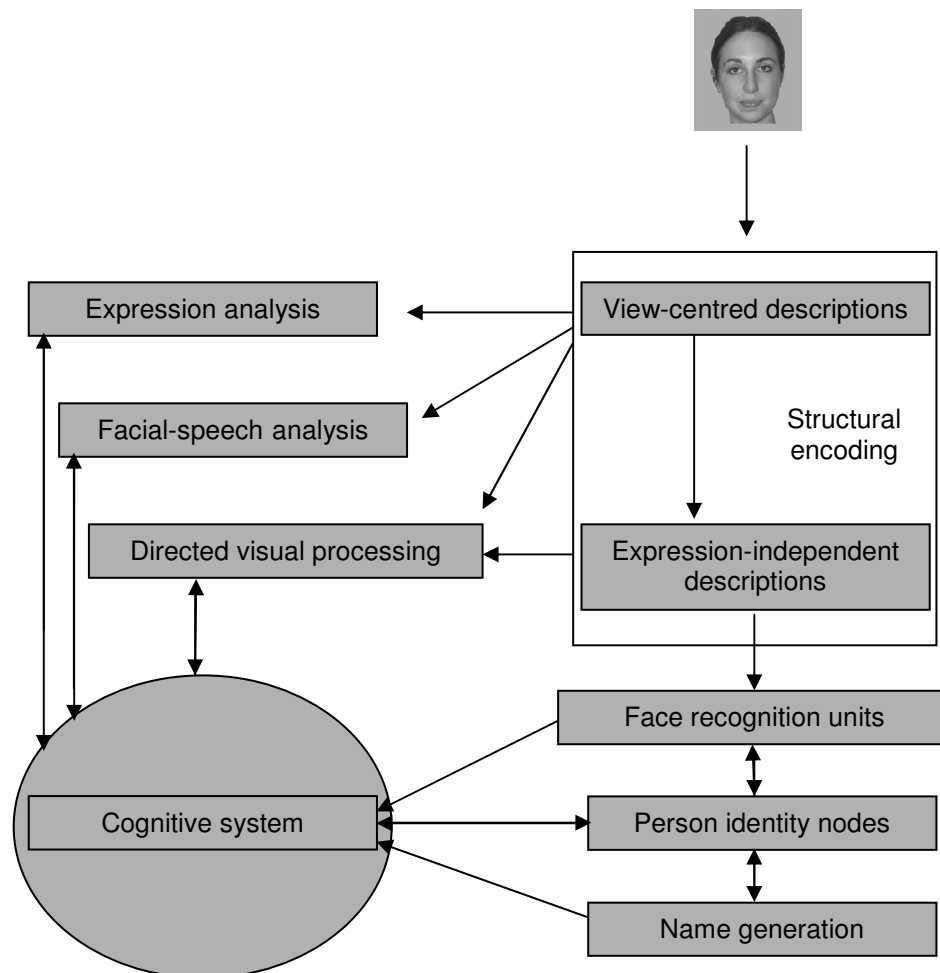 Expression analysis
View-centred descriptions
Facial-speech analysis
Structural
encoding
Directed visual processing
Expression-independent
descriptions
Face recognition units
Cognitive system
Person identity nodes
Name generation